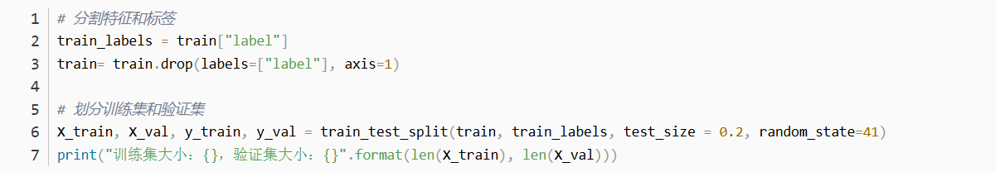 1 # 分割特征和标签
2 train_labels = train["label"]
3 train= train.drop(labels=["label"], axis=1)
4
5 # 划分训练集和验证集
6 X_train, X_val, y_train, y_val = train_test_split(train, train_labels, test_size = 0.2, random_state=41)
7 print("训练集大小：{}，验证集大小：{}".format(len(X_train), len(X_val)))